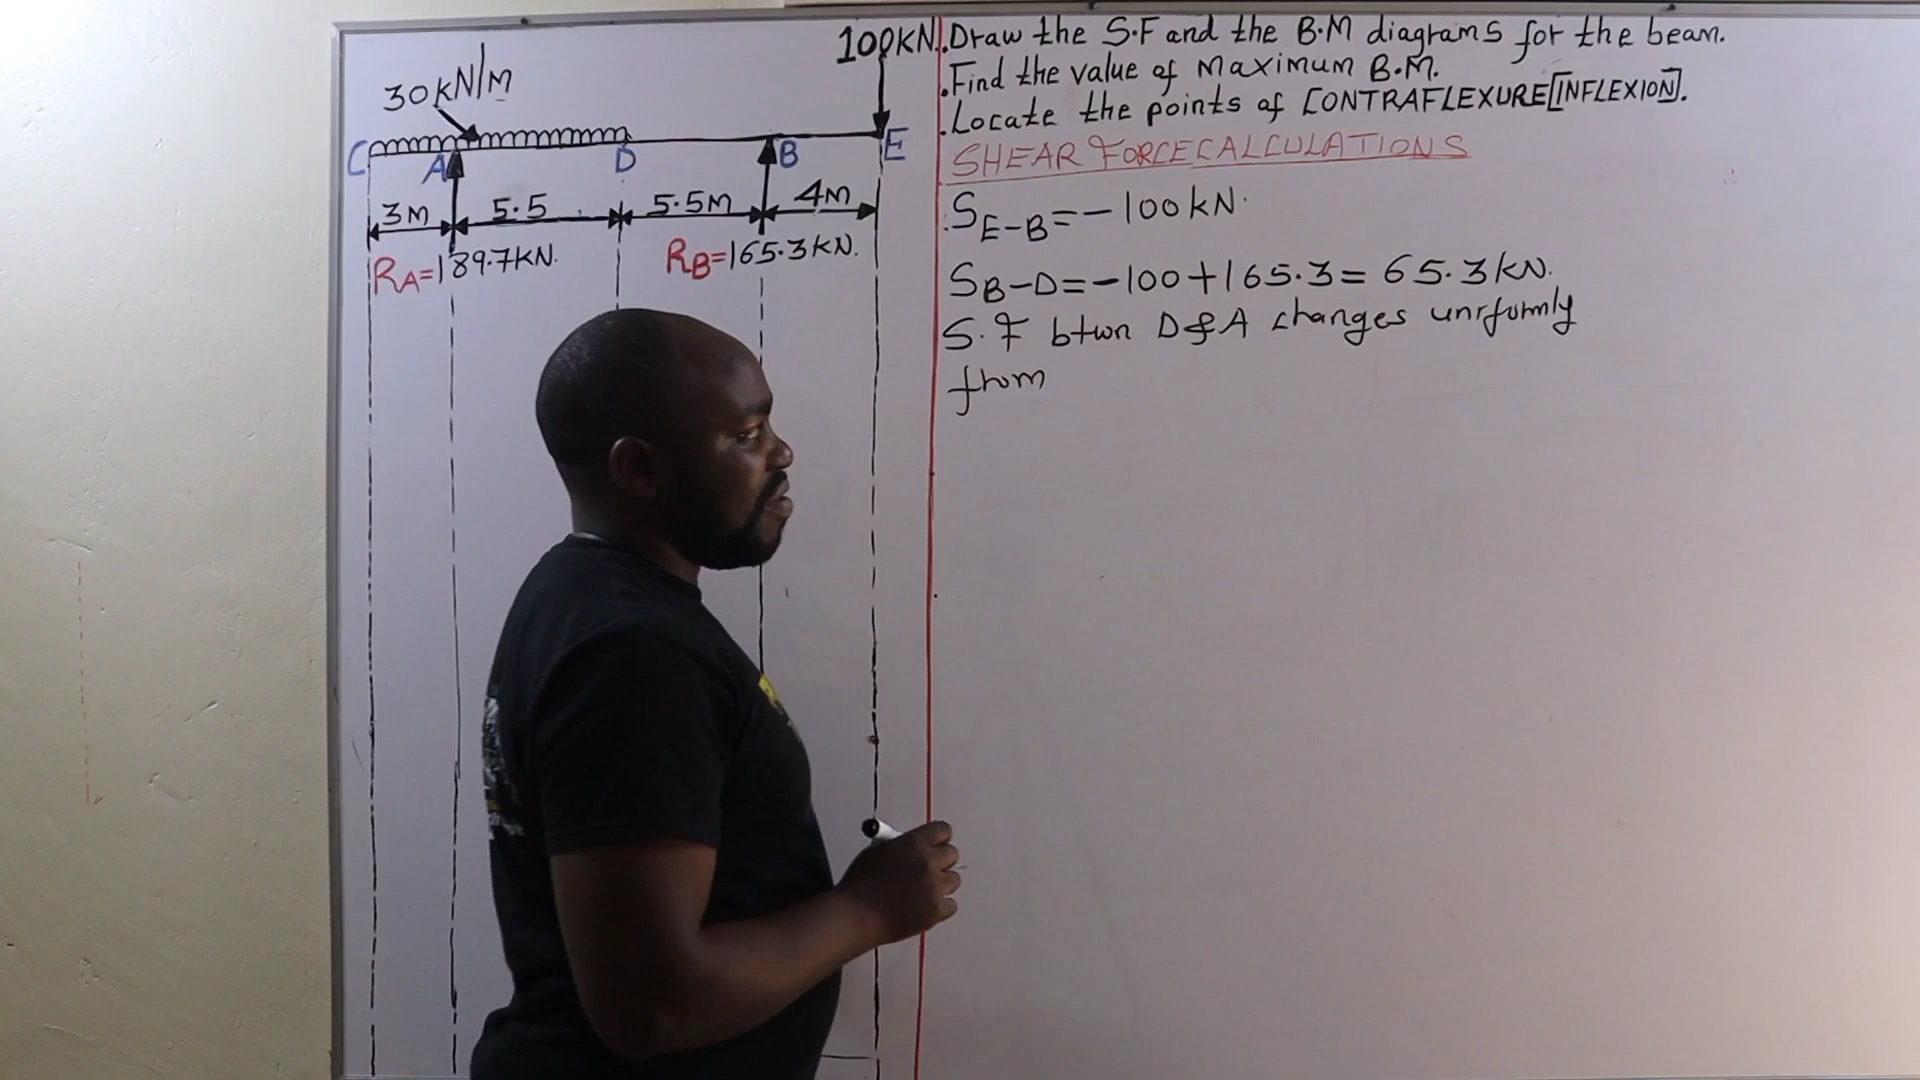 100KN
30KN/m
C
A
D
B
E
3M
5.5
5.5M
4M
RA=189.7KN.
RB=165.3KN.
.Draw the S.F and the B.M diagrams for the beam.
.Find the value of Maximum B.M.
.Locate the points of CONTRAFLEXURE[INFLEXION].
SHEAR FORCE CALCULATIONS
SE-B=-100KN.
SB-D=-100+165.3=65.3KN.
S.F btwn D&A changes uniformly
from